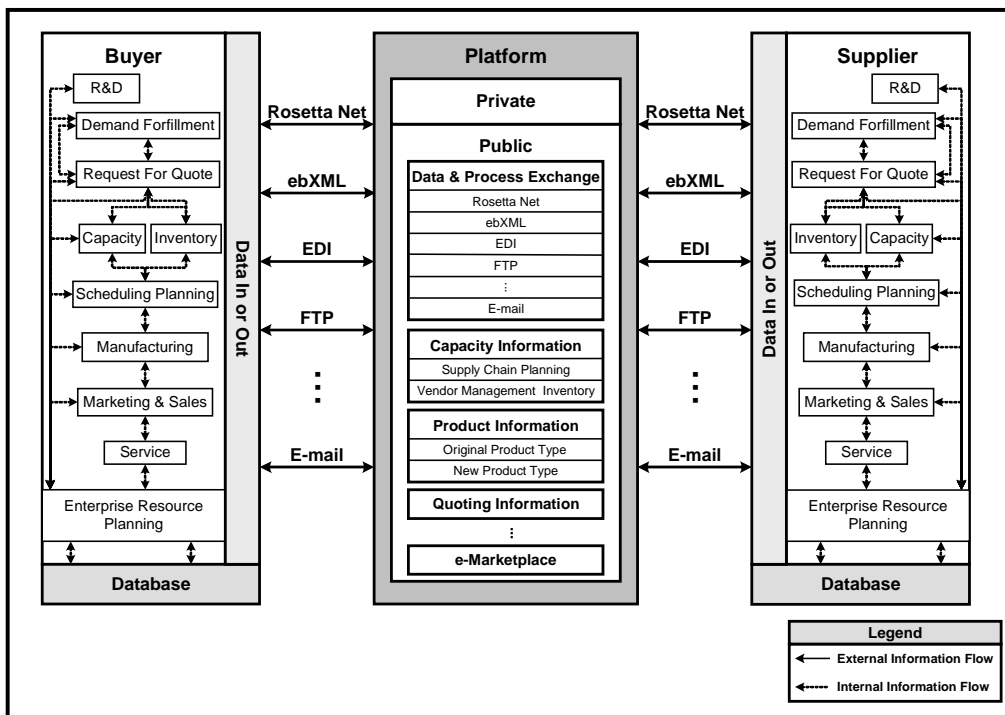 Buyer
R&D
Demand Forfillment
Request For Quote
Capacity
Inventory
Scheduling Planning
Manufacturing
Marketing & Sales
Service
Enterprise Resource
Planning
Database
Data In or Out
Rosetta Net
ebXML
EDI
FTP
⋮
E-mail
Platform
Private
Public
Data & Process Exchange
Rosetta Net
ebXML
EDI
FTP
⋮
E-mail
Capacity Information
Supply Chain Planning
Vendor Management Inventory
Product Information
Original Product Type
New Product Type
Quoting Information
⋮
e-Marketplace
Rosetta Net
ebXML
EDI
FTP
⋮
E-mail
Data In or Out
Supplier
R&D
Demand Forfillment
Request For Quote
Inventory
Capacity
Scheduling Planning
Manufacturing
Marketing & Sales
Service
Enterprise Resource
Planning
Database
Legend
External Information Flow
Internal Information Flow